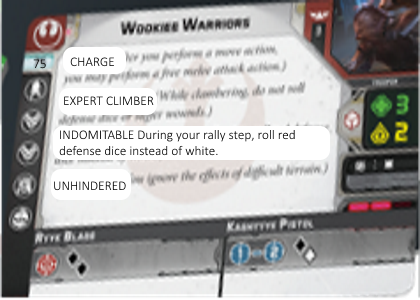 WOOKIEE WARRIORS
75
CHARGE
you perform a move action,
you may perform a free melee attack action.)
EXPERT CLIMBER
(While clambering, do not roll
defense dice or suffer wounds.)
INDOMITABLE During your rally step, roll red
defense dice instead of white.
UNHINDERED
you ignore the effects of difficult terrain.)
TROOPER
3
2
RYYK BLADE
KASHYYYK PISTOL
1 2